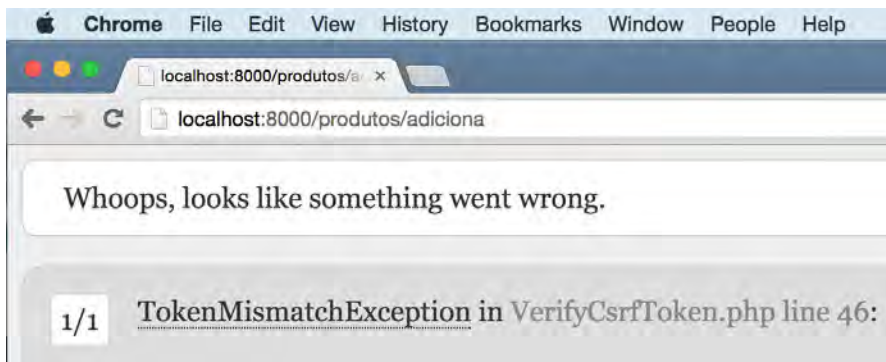 Chrome File Edit View History Bookmarks Window People Help
localhost:8000/produtos/a
localhost:8000/produtos/adiciona
Whoops, looks like something went wrong.
1/1 TokenMismatchException in VerifyCsrfToken.php line 46: